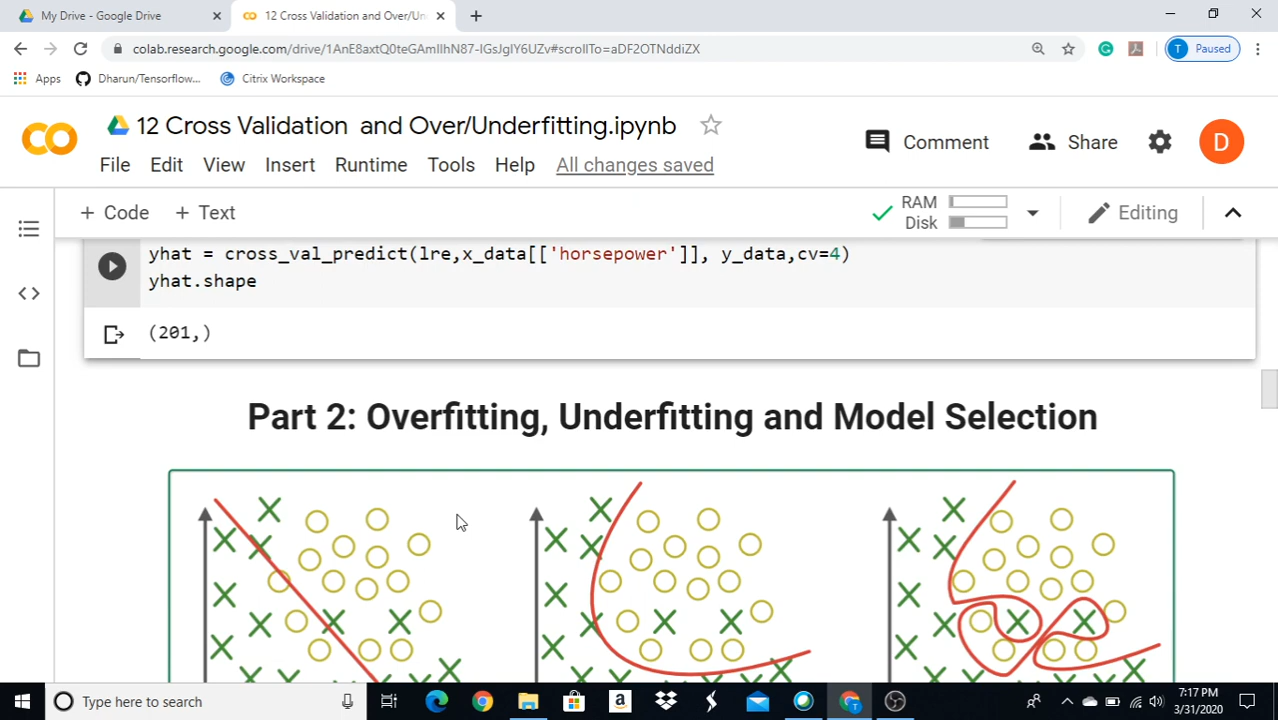 My Drive - Google Drive
12 Cross Validation and Over/Un
colab.research.google.com/drive/1AnE8axtQ0teGAmIlhN87-IGsJgIY6UZv#scrollTo=aDF2OTNddiZX
T Paused
Apps
Dharun/Tensorflow...
Citrix Workspace
12 Cross Validation and Over/Underfitting.ipynb
Comment
Share
D
File Edit View Insert Runtime Tools Help All changes saved
+ Code + Text
RAM
Disk
Editing
yhat = cross_val_predict(lre,x_data[['horsepower']], y_data,cv=4)
yhat.shape
(201,)
Part 2: Overfitting, Underfitting and Model Selection
Type here to search
7:17 PM
3/31/2020